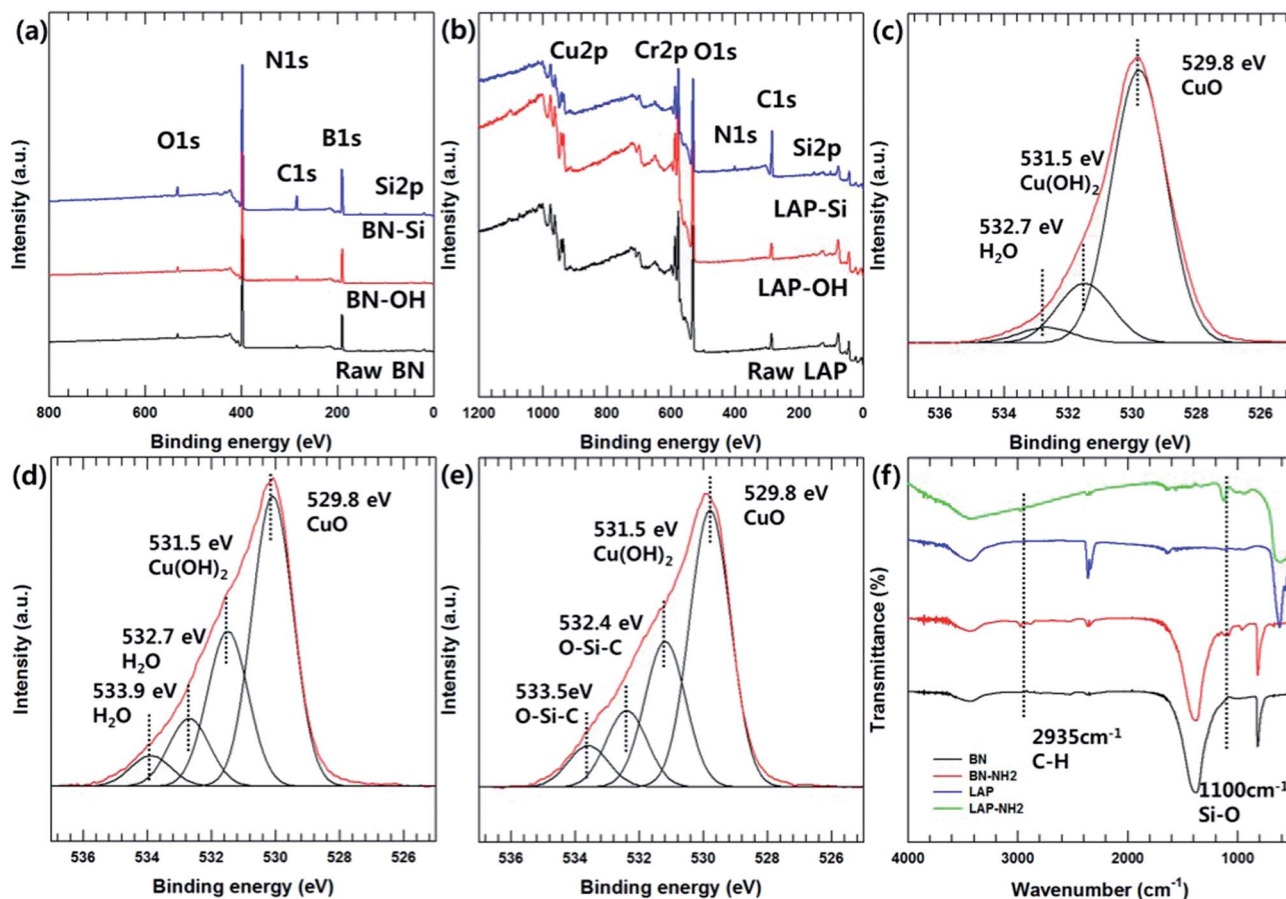 (a)
N1s
O1s
B1s
C1s
Si2p
BN-Si
BN-OH
Raw BN
Intensity (a.u.)
800 600 400 200 0
Binding energy (eV)
(b)
Cu2p Cr2p O1s
C1s
N1s
Si2p
LAP-Si
LAP-OH
Raw LAP
Intensity (a.u.)
1200 1000 800 600 400 200 0
Binding energy (eV)
(c)
529.8 eV
CuO
531.5 eV
Cu(OH)2
532.7 eV
H2O
Intensity (a.u.)
536 534 532 530 528 526
Binding energy (eV)
(d)
529.8 eV
CuO
531.5 eV
Cu(OH)2
532.7 eV
H2O
533.9 eV
H2O
Intensity (a.u.)
536 534 532 530 528 526
Binding energy (eV)
(e)
529.8 eV
CuO
531.5 eV
Cu(OH)2
532.4 eV
O-Si-C
533.5eV
O-Si-C
Intensity (a.u.)
536 534 532 530 528 526
Binding energy (eV)
(f)
2935cm-1
C-H
BN
BN-NH2
LAP
LAP-NH2
1100cm-1
Si-O
Transmittance (%)
4000 3000 2000 1000
Wavenumber (cm-1)